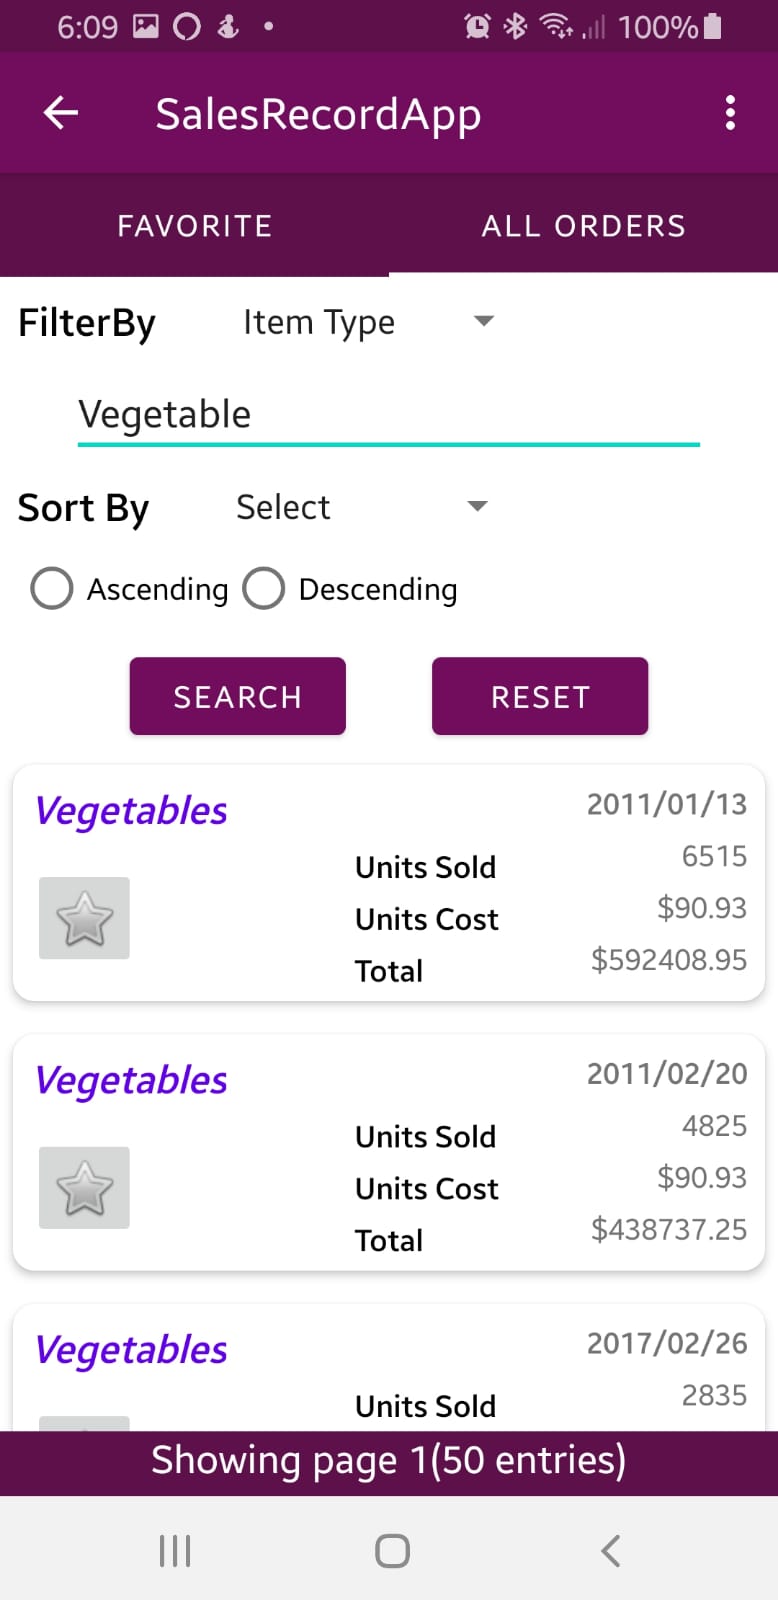 6:09 100%
SalesRecordApp
FAVORITE ALL ORDERS
FilterBy Item Type
Vegetable
Sort By Select
Ascending Descending
SEARCH RESET
Vegetables 2011/01/13
Units Sold 6515
Units Cost $90.93
Total $592408.95
Vegetables 2011/02/20
Units Sold 4825
Units Cost $90.93
Total $438737.25
Vegetables 2017/02/26
Units Sold 2835
Showing page 1(50 entries)